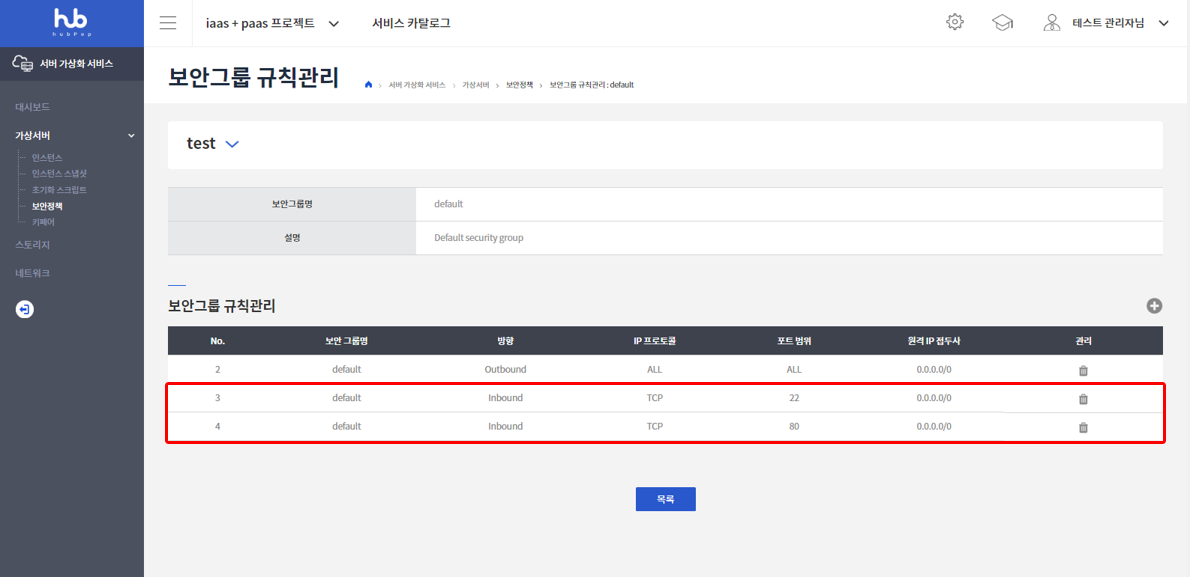 hub
hubPop
iaas + paas 프로젝트
서비스 카탈로그
테스트 관리자님
서버 가상화 서비스
대시보드
가상서버
인스턴스
인스턴스 스냅샷
초기화 스크립트
보안정책
키페어
스토리지
네트워크
보안그룹 규칙관리
서버 가상화 서비스 > 가상서버 > 보안정책 > 보안그룹 규칙관리 : default
test
보안그룹명 default
설명 Default security group
보안그룹 규칙관리
No. 보안 그룹명 방향 IP 프로토콜 포트 범위 원격 IP 접두사 관리
2 default Outbound ALL ALL 0.0.0.0/0
3 default Inbound TCP 22 0.0.0.0/0
4 default Inbound TCP 80 0.0.0.0/0
목록